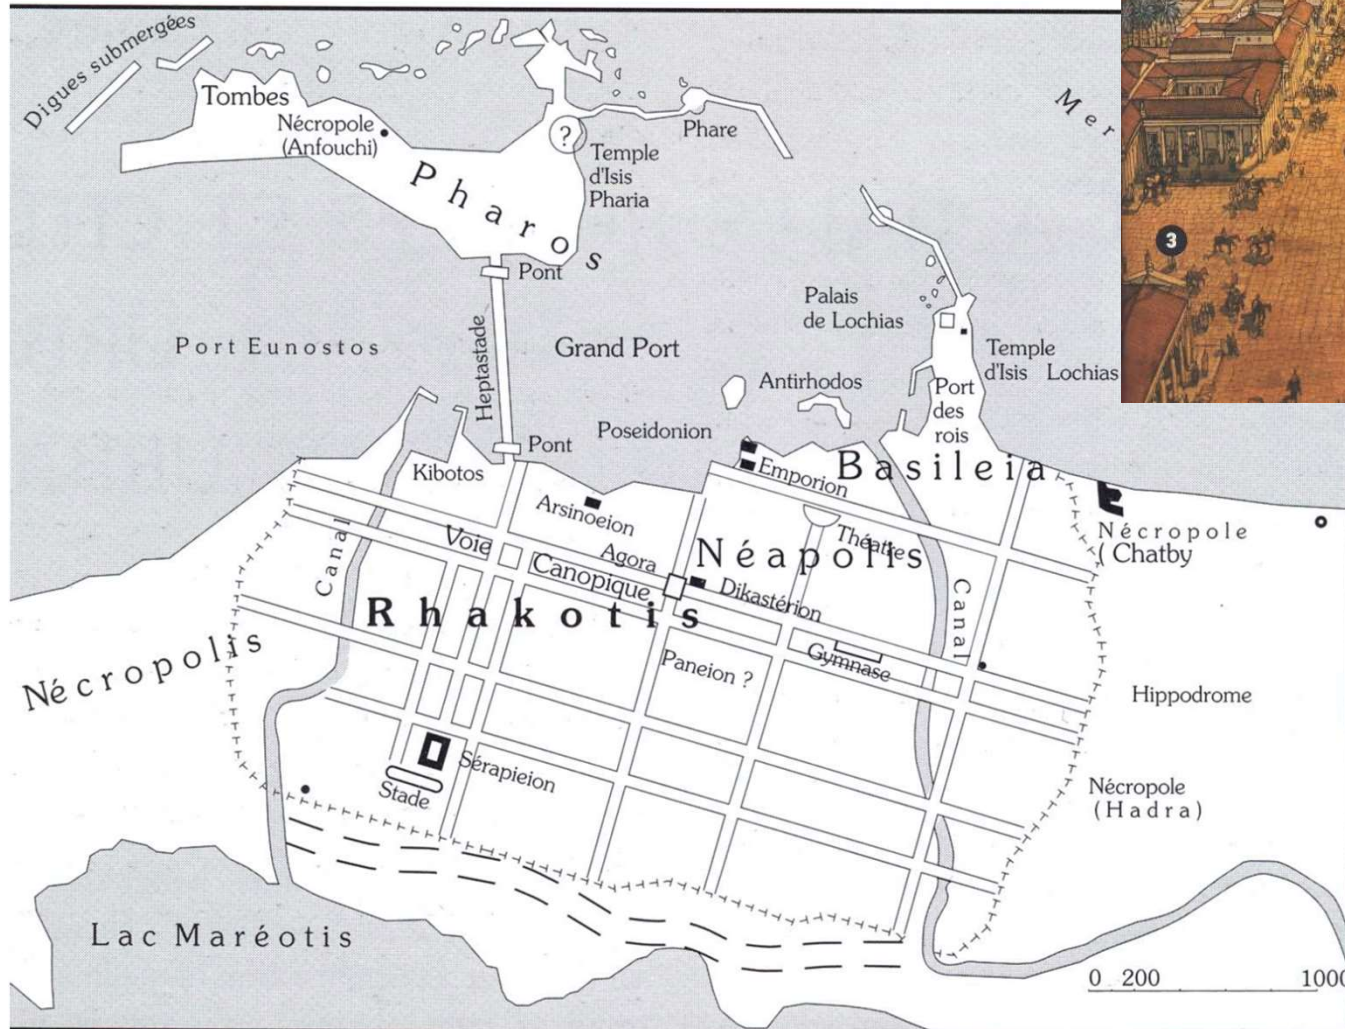 Digues submergées
Tombes
Nécropole
(Anfouchi)
?
Phare
Mer
Temple
d'Isis
Pharia
Pharos
3
Pont
Palais
de Lochias
Port Eunostos
Heptastade
Grand Port
Temple
d'Isis Lochias
Antirhodos
Port
des
rois
Pont
Poseidonion
Kibotos
Emporion
Basileia
Arsinoeion
Nécropole
( Chatby
Canal
Voie
Canopique
Agora
Théatre
Néapolis
Dikastérion
Rhakotis
Canal
Nécropolis
Paneion ?
Gymnase
Hippodrome
Sérapieion
Stade
Nécropole
(Hadra)
Lac Maréotis
0 200 1000